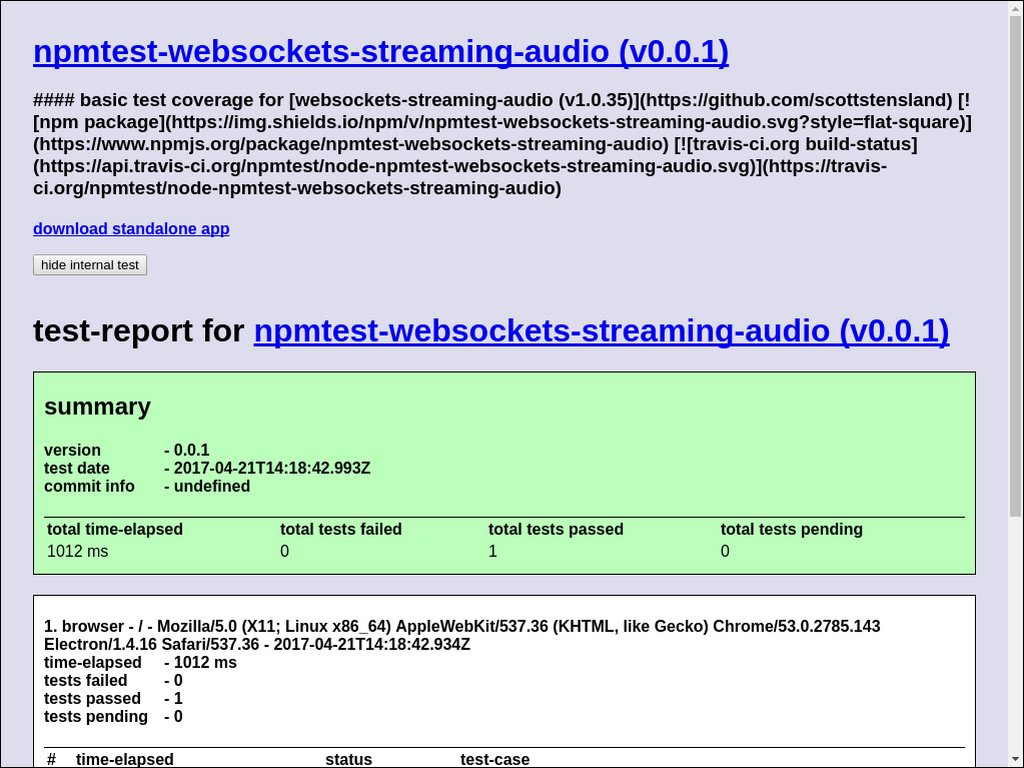 npmtest-websockets-streaming-audio (v0.0.1)
#### basic test coverage for [websockets-streaming-audio (v1.0.35)](https://github.com/scottstensland) [!
[npm package](https://img.shields.io/npm/v/npmtest-websockets-streaming-audio.svg?style=flat-square)]
(https://www.npmjs.org/package/npmtest-websockets-streaming-audio) [![travis-ci.org build-status]
(https://api.travis-ci.org/npmtest/node-npmtest-websockets-streaming-audio.svg)](https://travis-
ci.org/npmtest/node-npmtest-websockets-streaming-audio)
download standalone app
hide internal test
test-report for npmtest-websockets-streaming-audio (v0.0.1)
summary
version - 0.0.1
test date - 2017-04-21T14:18:42.993Z
commit info - undefined
total time-elapsed total tests failed total tests passed total tests pending
1012 ms 0 1 0
1. browser - / - Mozilla/5.0 (X11; Linux x86_64) AppleWebKit/537.36 (KHTML, like Gecko) Chrome/53.0.2785.143
Electron/1.4.16 Safari/537.36 - 2017-04-21T14:18:42.934Z
time-elapsed - 1012 ms
tests failed - 0
tests passed - 1
tests pending - 0
# time-elapsed status test-case